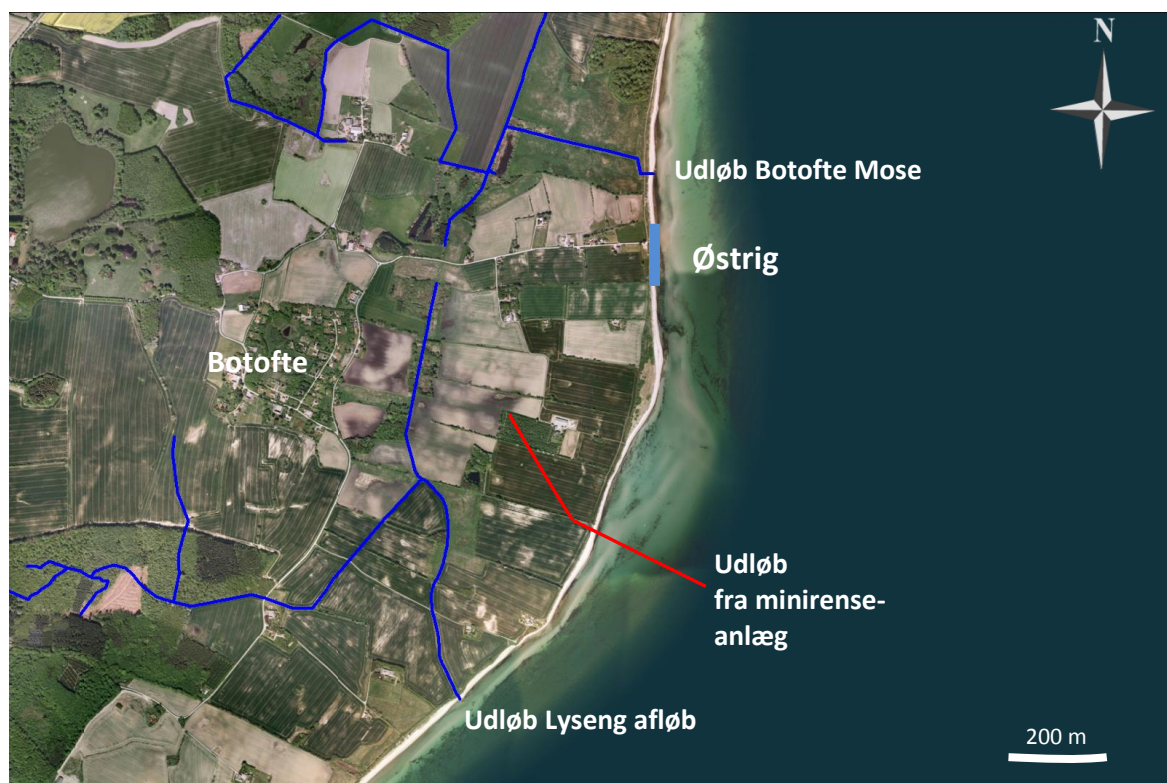 N
Udløb Botofte Mose
Østrig
Botofte
Udløb
fra minirense-
anlæg
Udløb Lyseng afløb
200 m